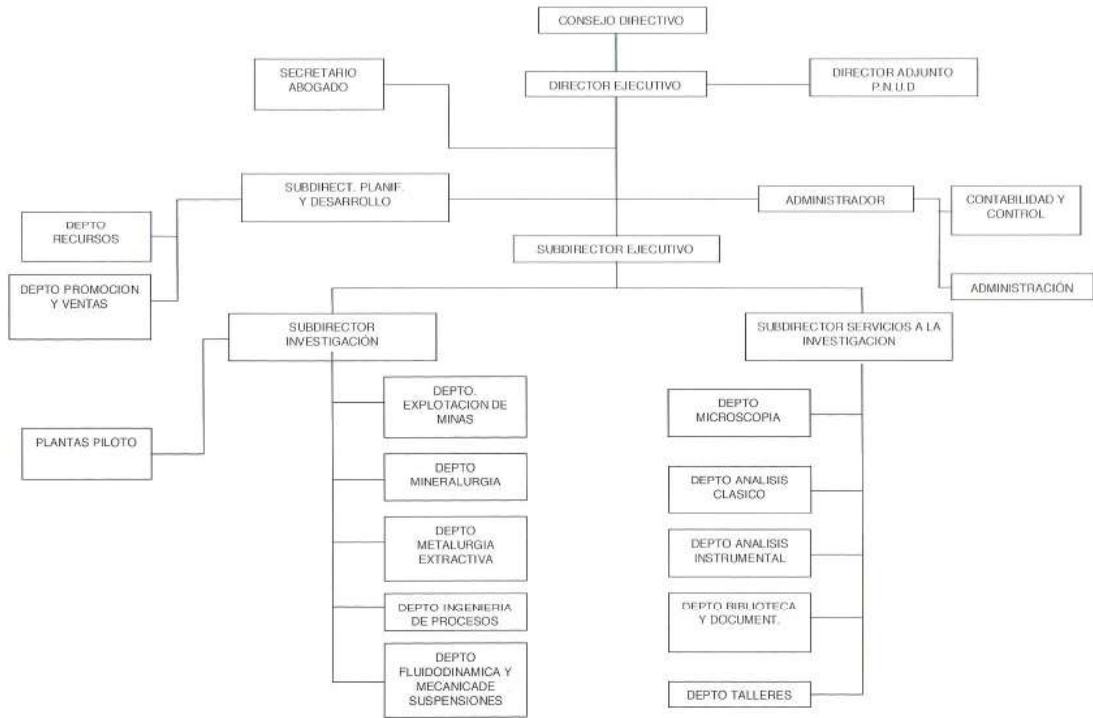 CONSEJO DIRECTIVO
SECRETARIO
ABOGADO
DIRECTOR EJECUTIVO
DIRECTOR ADJUNTO
P.N.U.D
SUBDIRECT. PLANIF.
Y DESARROLLO
ADMINISTRADOR
CONTABILIDAD Y
CONTROL
DEPTO
RECURSOS
SUBDIRECTOR EJECUTIVO
DEPTO PROMOCION
Y VENTAS
ADMINISTRACIÓN
SUBDIRECTOR
INVESTIGACIÓN
SUBDIRECTOR SERVICIOS A LA
INVESTIGACION
PLANTAS PILOTO
DEPTO.
EXPLOTACION DE
MINAS
DEPTO
MINERALURGIA
DEPTO
METALURGIA
EXTRACTIVA
DEPTO INGENIERIA
DE PROCESOS
DEPTO
FLUIDODINAMICA Y
MECANICADE
SUSPENSIONES
DEPTO
MICROSCOPIA
DEPTO ANALISIS
CLASICO
DEPTO ANALISIS
INSTRUMENTAL
DEPTO BIBLIOTECA
Y DOCUMENT.
DEPTO TALLERES